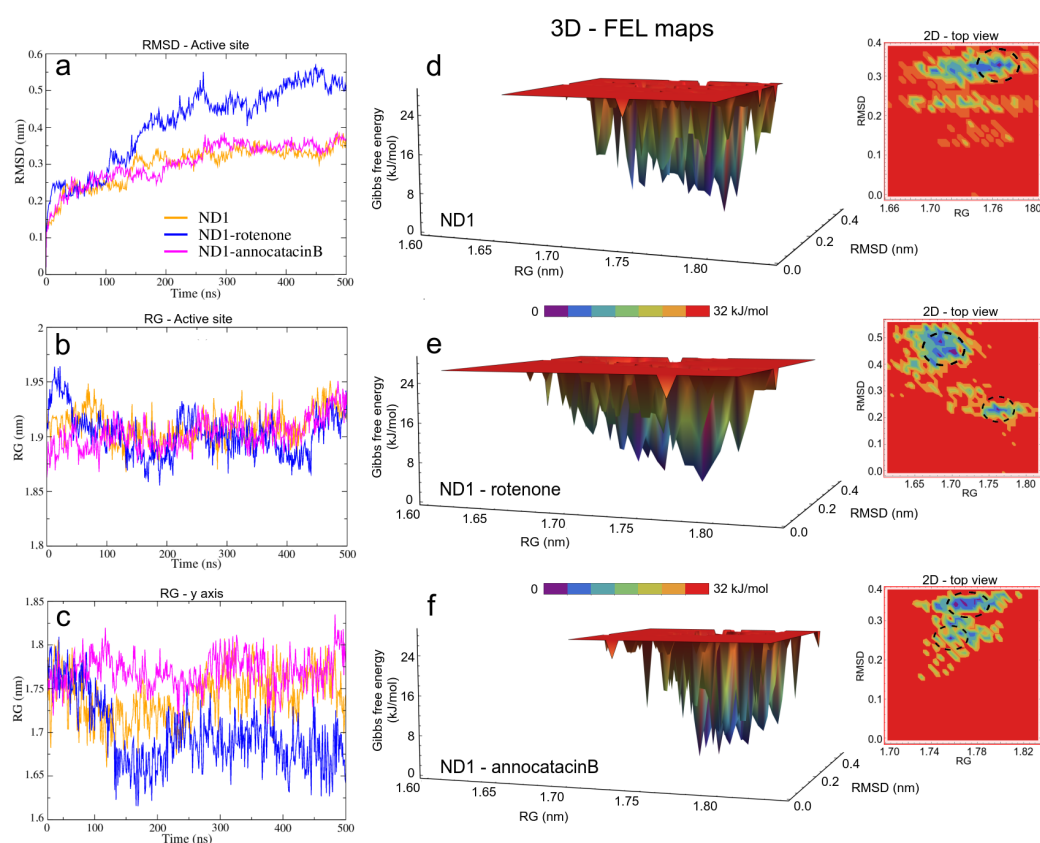 3D - FEL maps
RMSD - Active site
a
RMSD (nm)
0.6
0.5
0.4
0.3
0.2
0.1
0
ND1
ND1-rotenone
ND1-annocatacinB
0 100 200 300 400 500
Time (ns)
RG - Active site
b
RG (nm)
2
1.95
1.9
1.85
1.8
0 100 200 300 400 500
Time (ns)
RG - y axis
c
RG (nm)
1.85
1.8
1.75
1.7
1.65
1.6
0 100 200 300 400 500
Time (ns)
d
Gibbs free energy
(kJ/mol)
24
16
8
0
ND1
1.60
1.65
1.70
1.75
1.80
RG (nm)
0.0
0.2
0.4
RMSD (nm)
2D - top view
RMSD
0.4
0.3
0.2
0.0
1.66 1.70 1.76 180
RG
0 32 kJ/mol
e
Gibbs free energy
(kJ/mol)
24
16
8
0
ND1 - rotenone
1.60
1.65
1.70
1.75
1.80
RG (nm)
0.0
0.2
0.4
RMSD (nm)
2D - top view
RMSD
0.5
0.4
0.3
0.2
0.1
0.0
1.65 1.70 1.75 1.80
RG
0 32 kJ/mol
f
Gibbs free energy
(kJ/mol)
24
16
8
0
ND1 - annocatacinB
1.60
1.65
1.70
1.75
1.80
RG (nm)
0.0
0.2
0.4
RMSD (nm)
2D - top view
RMSD
0.4
0.3
0.2
0.1
0.0
1.70 1.74 1.78 1.82
RG